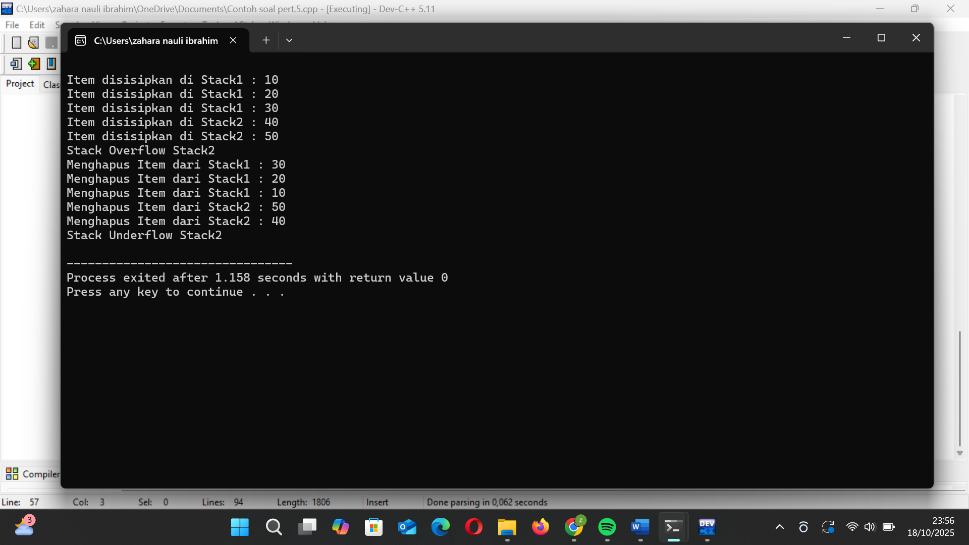 C:\Users\zahara nauli ibrahim\OneDrive\Documents\Contoh soal pert.5.cpp - [Executing] - Dev-C++ 5.11
File Edit
C:\Users\zahara nauli ibrahim
Project Clas
Item disisipkan di Stack1 : 10
Item disisipkan di Stack1 : 20
Item disisipkan di Stack1 : 30
Item disisipkan di Stack2 : 40
Item disisipkan di Stack2 : 50
Stack Overflow Stack2
Menghapus Item dari Stack1 : 30
Menghapus Item dari Stack1 : 20
Menghapus Item dari Stack1 : 10
Menghapus Item dari Stack2 : 50
Menghapus Item dari Stack2 : 40
Stack Underflow Stack2
--------------------------------
Process exited after 1.158 seconds with return value 0
Press any key to continue . . .
Compiler
Line: 57 Col: 3 Sel: 0 Lines: 94 Length: 1806 Insert Done parsing in 0,062 seconds
3
2
DEV
23:56
18/10/2025